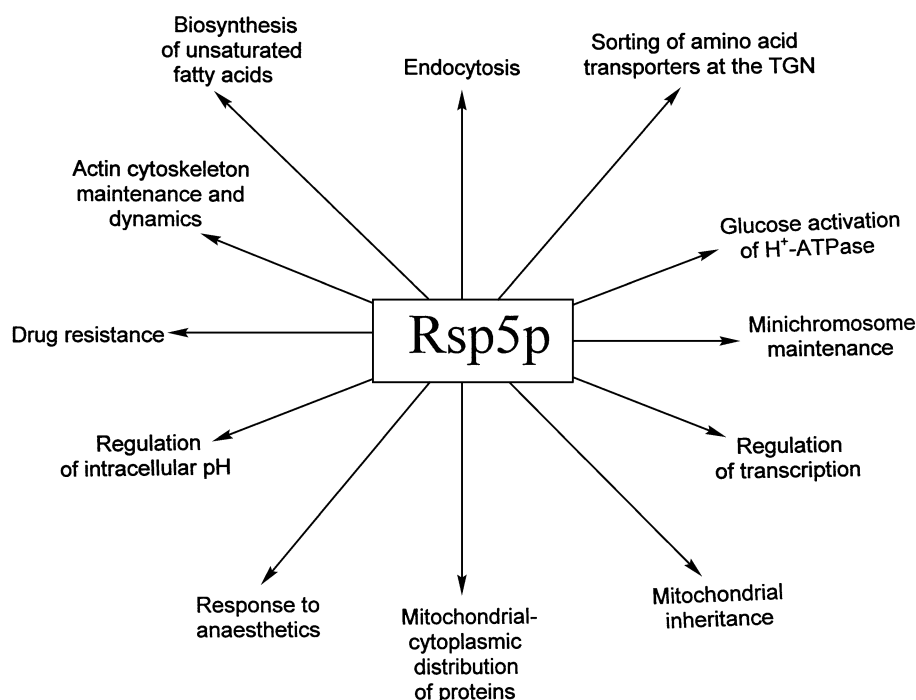 Biosynthesis
of unsaturated
fatty acids
Endocytosis
Sorting of amino acid
transporters at the TGN
Actin cytoskeleton
maintenance and
dynamics
Glucose activation
of H⁺-ATPase
Drug resistance
Rsp5p
Minichromosome
maintenance
Regulation
of intracellular pH
Regulation
of transcription
Response to
anaesthetics
Mitochondrial-
cytoplasmic
distribution
of proteins
Mitochondrial
inheritance